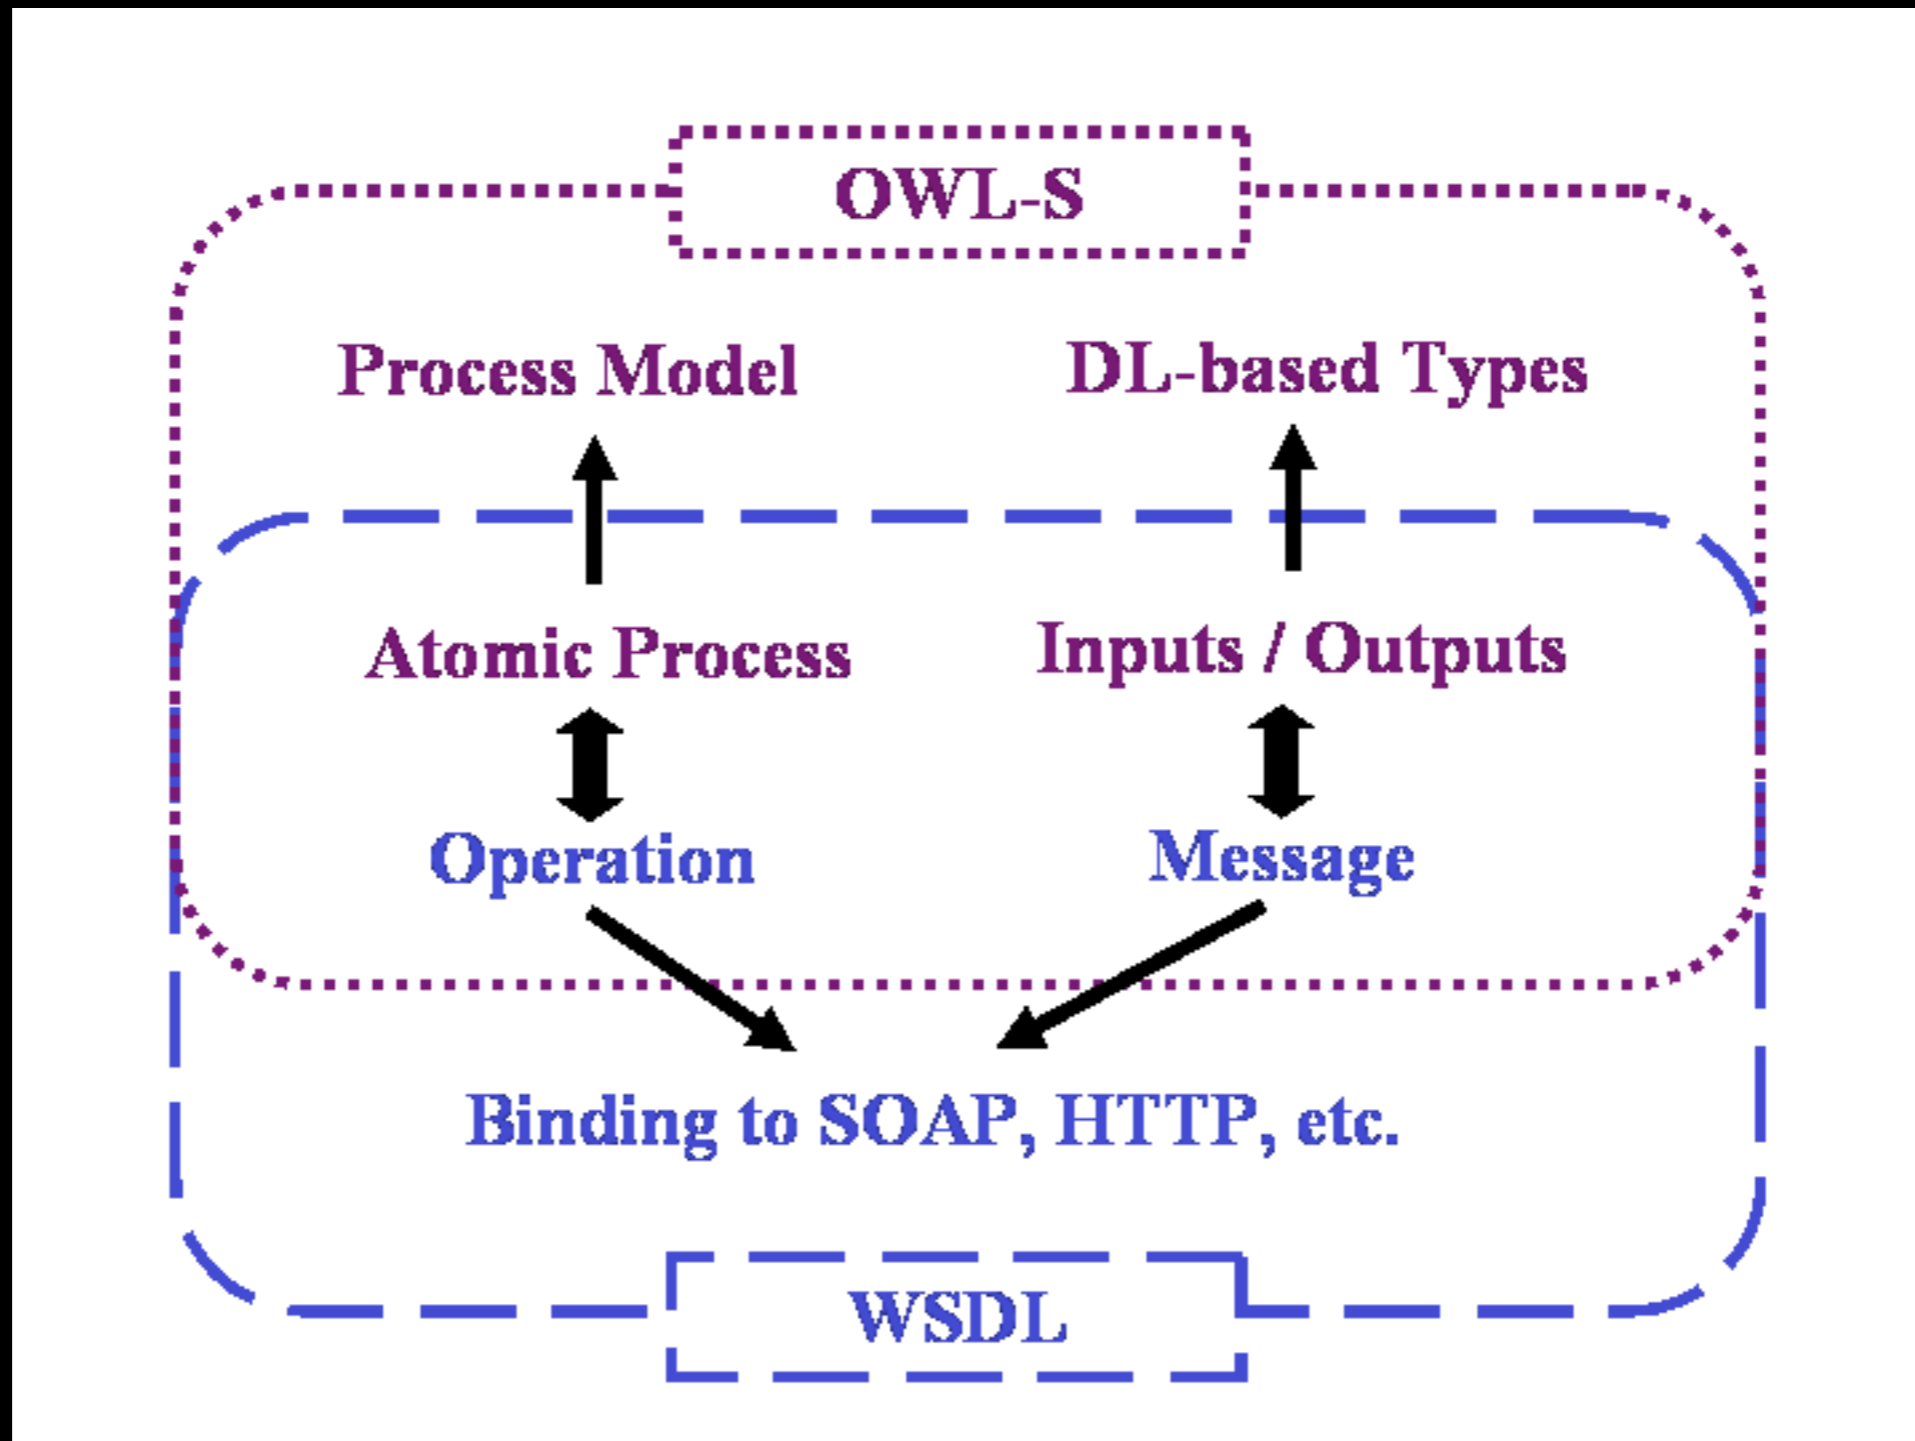 OWL-S
Process Model
DL-based Types
Atomic Process
Inputs / Outputs
Operation
Message
Binding to SOAP, HTTP, etc.
WSDL